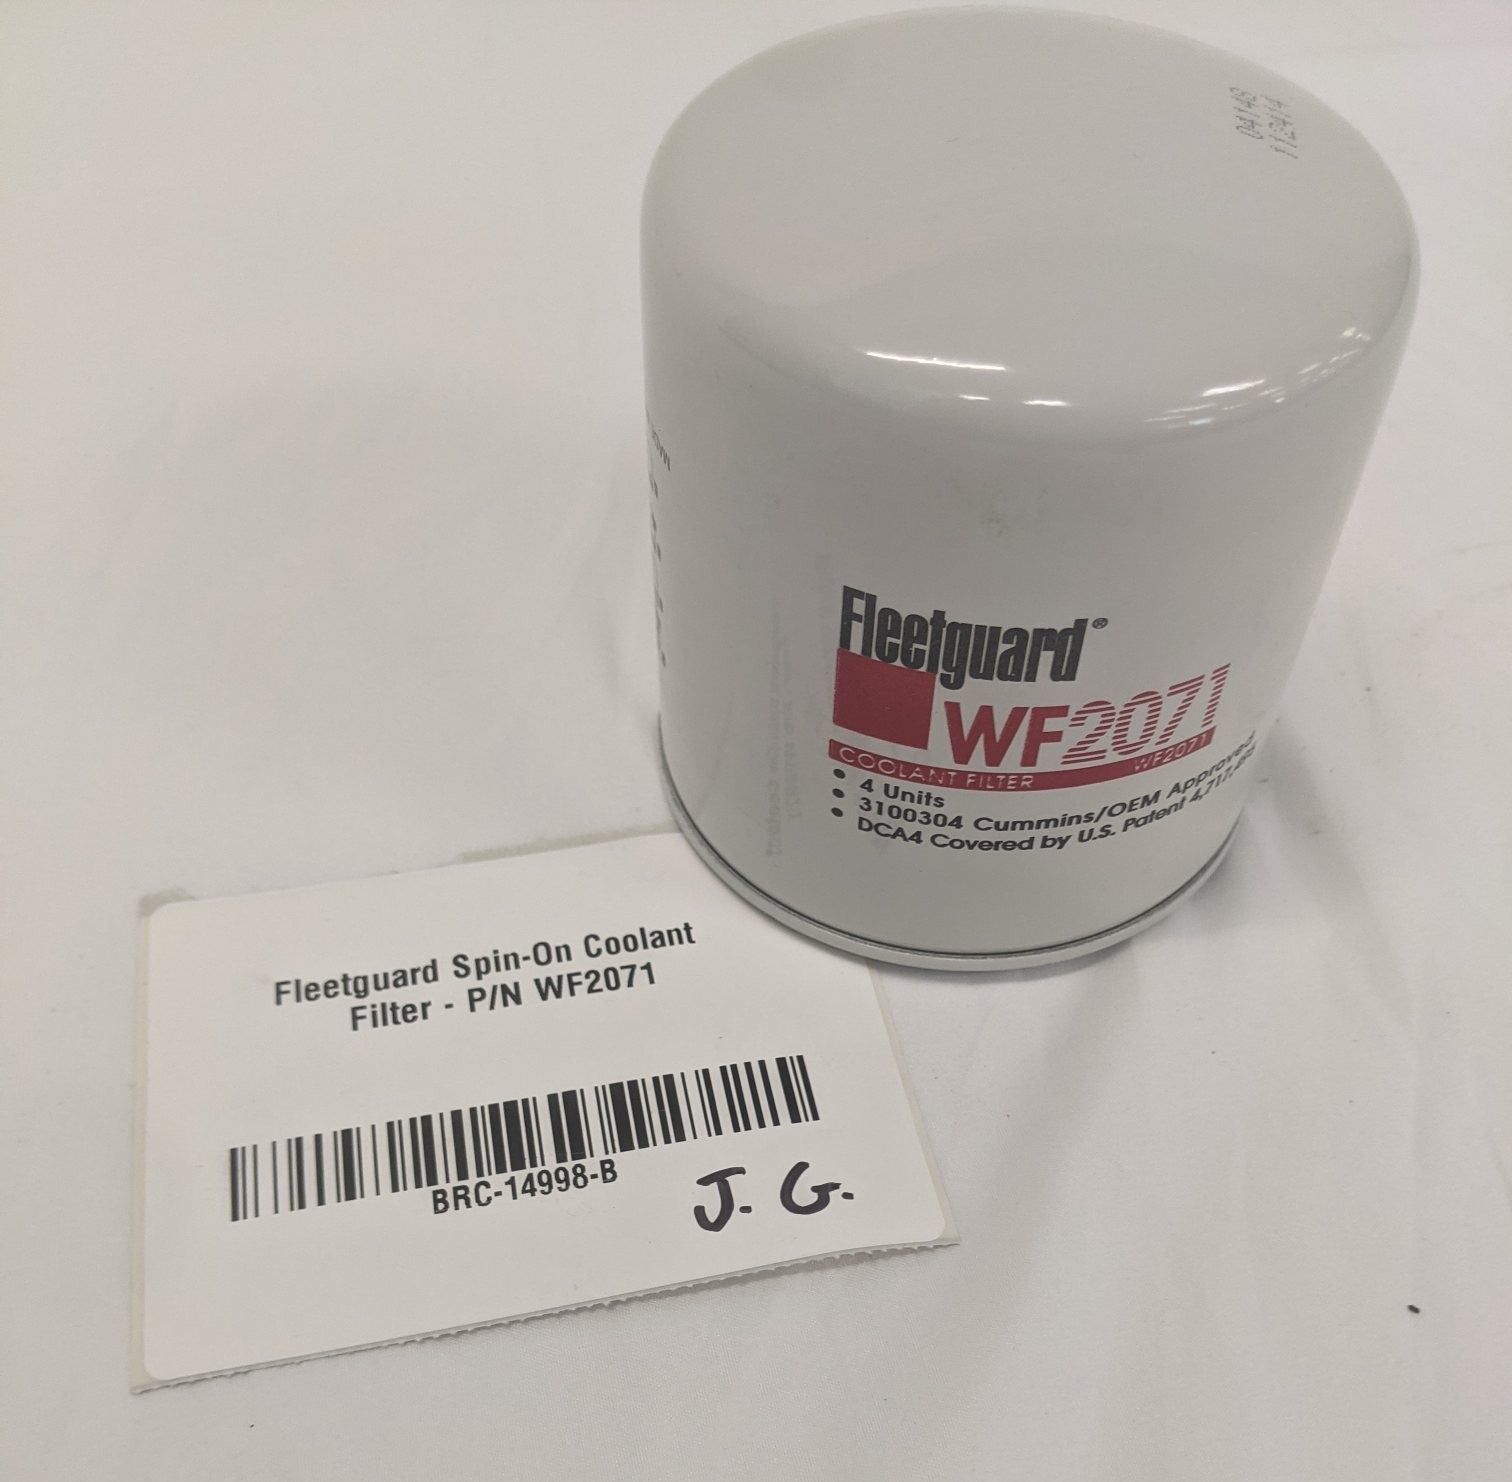 Fleetguard®
WF2071
COOLANT FILTER WF2071
• 4 Units
• 3100304 Cummins/OEM Approved
• DCA4 Covered by U.S. Patent
Fleetguard Spin-On Coolant
Filter - P/N WF2071
BRC-14998-B
J. G.